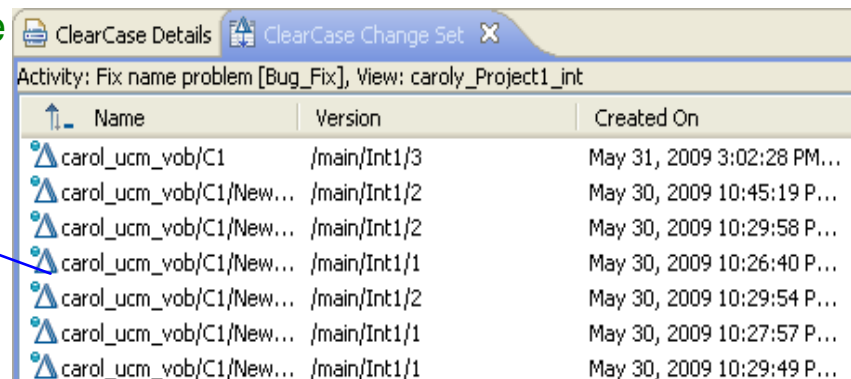 e
ClearCase Details ClearCase Change Set
Activity: Fix name problem [Bug_Fix], View: caroly_Project1_int
Name Version Created On
carol_ucm_vob/C1 /main/Int1/3 May 31, 2009 3:02:28 PM...
carol_ucm_vob/C1/New... /main/Int1/2 May 30, 2009 10:45:19 P...
carol_ucm_vob/C1/New... /main/Int1/2 May 30, 2009 10:29:58 P...
carol_ucm_vob/C1/New... /main/Int1/1 May 30, 2009 10:26:40 P...
carol_ucm_vob/C1/New... /main/Int1/2 May 30, 2009 10:29:54 P...
carol_ucm_vob/C1/New... /main/Int1/1 May 30, 2009 10:27:57 P...
carol_ucm_vob/C1/New... /main/Int1/1 May 30, 2009 10:29:49 P...